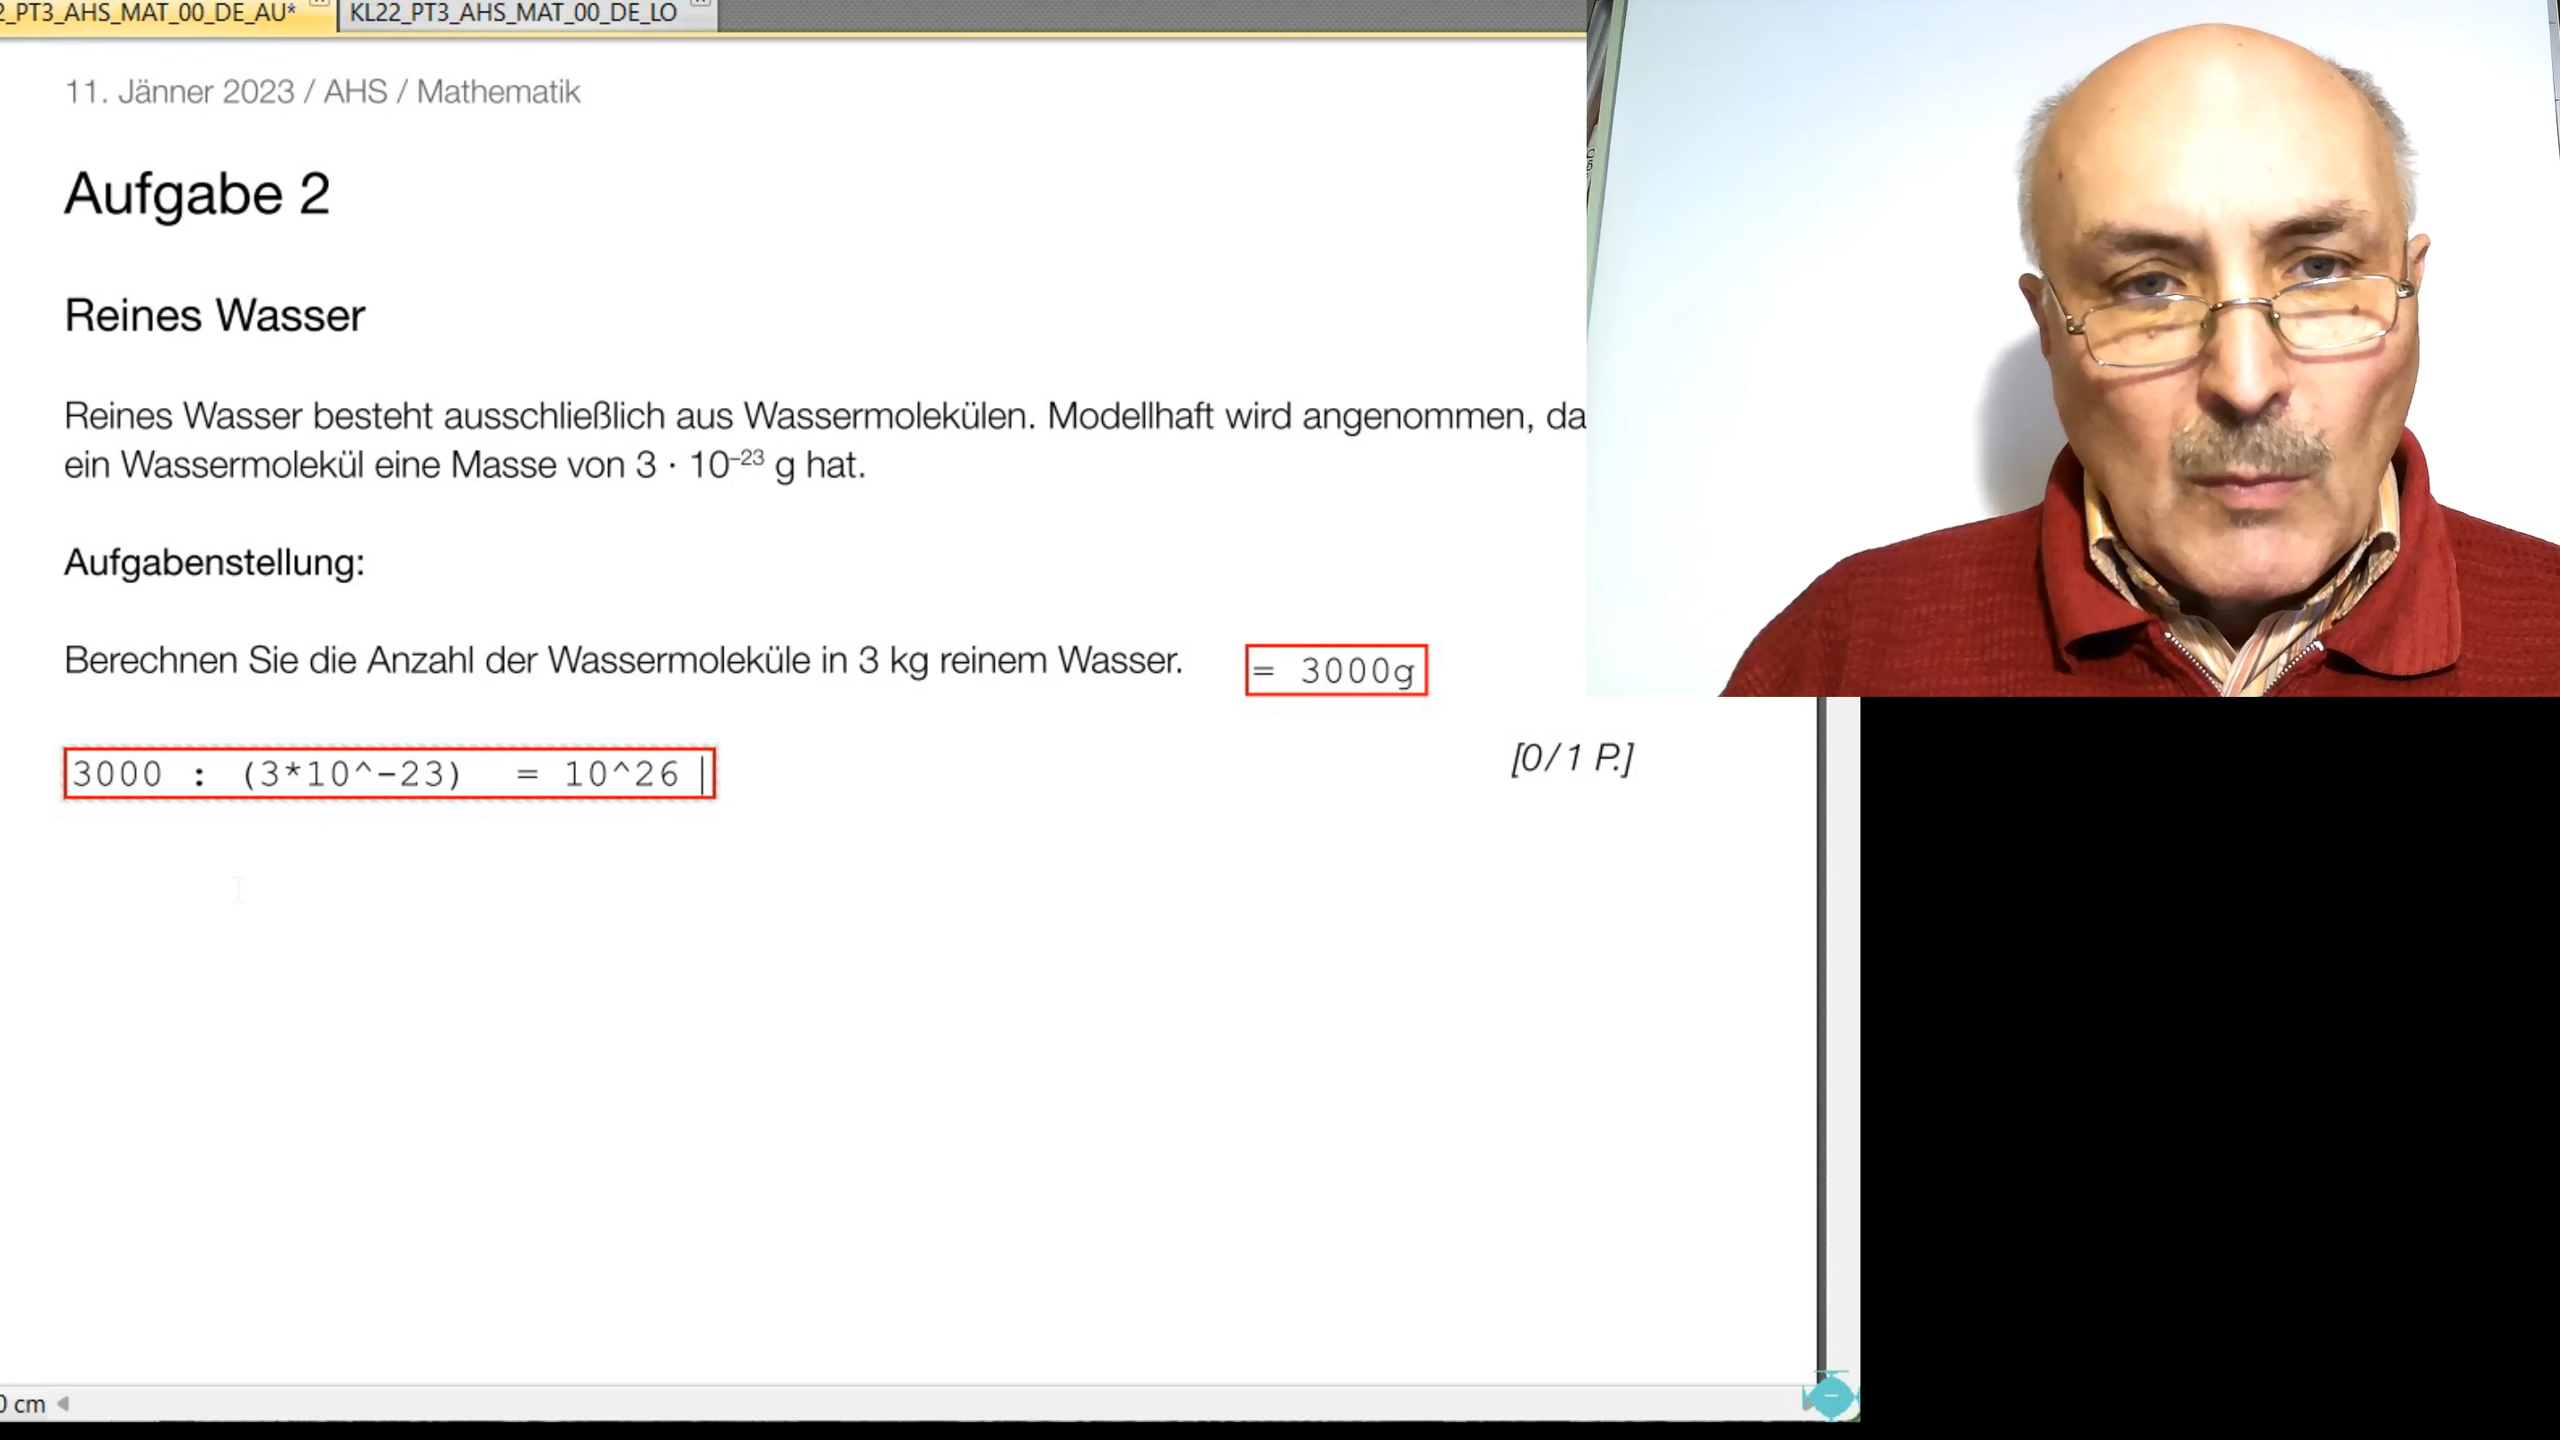 2_PT3_AHS_MAT_00_DE_AU* KL22_PT3_AHS_MAT_00_DE_LO
11. Jänner 2023 / AHS / Mathematik
Aufgabe 2
Reines Wasser
Reines Wasser besteht ausschließlich aus Wassermolekülen. Modellhaft wird angenommen, da
ein Wassermolekül eine Masse von 3 · 10⁻²³ g hat.
Aufgabenstellung:
Berechnen Sie die Anzahl der Wassermoleküle in 3 kg reinem Wasser. = 3000g
3000 : (3*10^-23) = 10^26
[0/1 P.]
0 cm